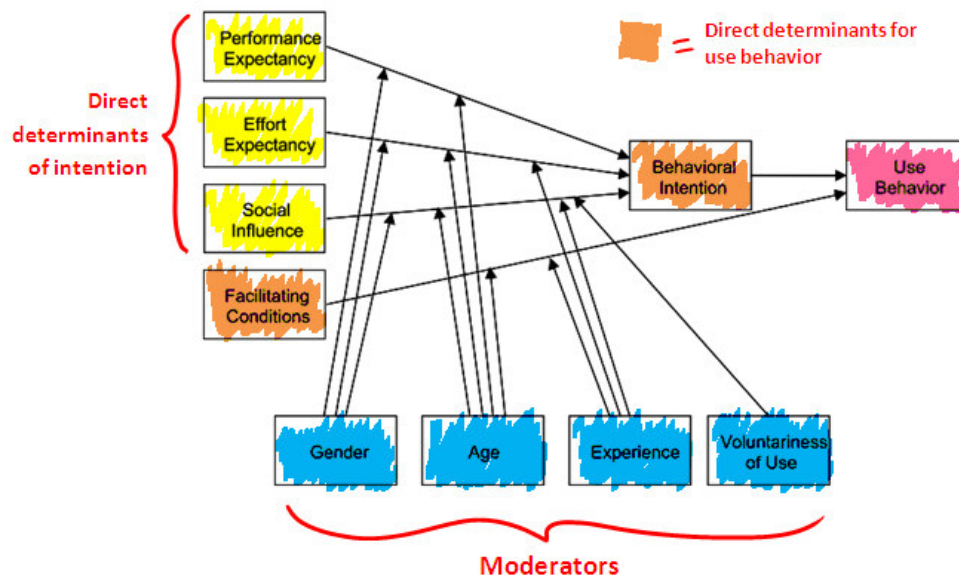 Performance
Expectancy
= Direct determinants for
use behavior
Direct
determinants
of intention
Effort
Expectancy
Behavioral
Intention
Use
Behavior
Social
Influence
Facilitating
Conditions
Gender
Age
Experience
Voluntariness
of Use
Moderators